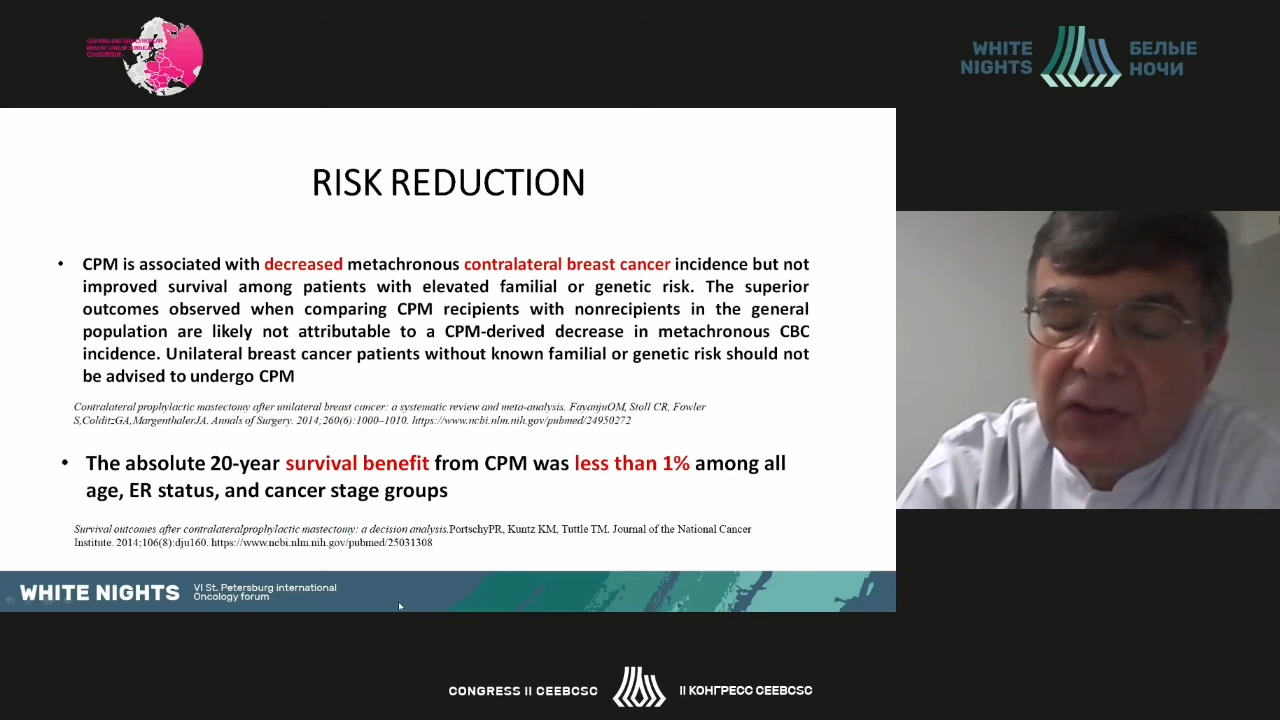 CENTRAL-EASTERN EUROPEAN
BREAST CANCER SURGICAL
CONSORTIUM
WHITE
NIGHTS
БЕЛЫЕ
НОЧИ
RISK REDUCTION
• CPM is associated with decreased metachronous contralateral breast cancer incidence but not
improved survival among patients with elevated familial or genetic risk. The superior
outcomes observed when comparing CPM recipients with nonrecipients in the general
population are likely not attributable to a CPM-derived decrease in metachronous CBC
incidence. Unilateral breast cancer patients without known familial or genetic risk should not
be advised to undergo CPM
Contralateral prophylactic mastectomy after unilateral breast cancer: a systematic review and meta-analysis. FayanjuOM, Stoll CR, Fowler
S,ColditzGA,MargenthalerJA. Annals of Surgery. 2014;260(6):1000–1010. https://www.ncbi.nlm.nih.gov/pubmed/24950272
• The absolute 20-year survival benefit from CPM was less than 1% among all
age, ER status, and cancer stage groups
Survival outcomes after contralateralprophylactic mastectomy: a decision analysis.PortschyPR, Kuntz KM, Tuttle TM. Journal of the National Cancer
Institute. 2014;106(8):dju160. https://www.ncbi.nlm.nih.gov/pubmed/25031308
WHITE NIGHTS
VI St. Petersburg international
Oncology forum
CONGRESS II CEEBCSC
II КОНГРЕСС CEEBCSC